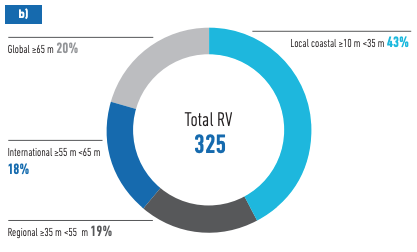 b)
Global ≥65 m 20%
Local coastal ≥10 m <35 m 43%
Total RV
325
International ≥55 m <65 m
18%
Regional ≥35 m <55 m 19%